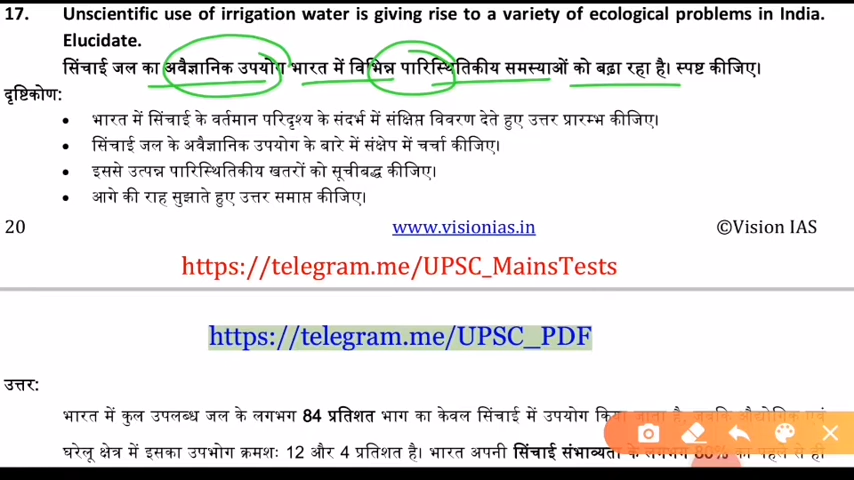 17. Unscientific use of irrigation water is giving rise to a variety of ecological problems in India.
Elucidate.
सिंचाई जल का अवैज्ञानिक उपयोग भारत में विभिन्न पारिस्थितिकीय समस्याओं को बढ़ा रहा है। स्पष्ट कीजिए।
दृष्टिकोण:
• भारत में सिंचाई के वर्तमान परिदृश्य के संदर्भ में संक्षिप्त विवरण देते हुए उत्तर प्रारम्भ कीजिए।
• सिंचाई जल के अवैज्ञानिक उपयोग के बारे में संक्षेप में चर्चा कीजिए।
• इससे उत्पन्न पारिस्थितिकीय खतरों को सूचीबद्ध कीजिए।
• आगे की राह सुझाते हुए उत्तर समाप्त कीजिए।
20 www.visionias.in ©Vision IAS
https://telegram.me/UPSC_MainsTests
https://telegram.me/UPSC_PDF
उत्तर:
भारत में कुल उपलब्ध जल के लगभग 84 प्रतिशत भाग का केवल सिंचाई में उपयोग किया जाता है, जबकि औद्योगिक एवं
घरेलू क्षेत्र में इसका उपभोग क्रमशः 12 और 4 प्रतिशत है। भारत अपनी सिंचाई संभाव्यता के लगभग 80% का पहले से ही